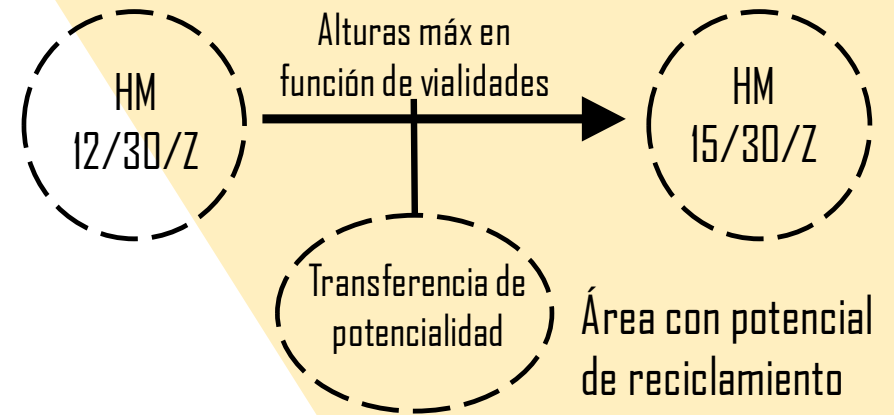 Alturas máx en
función de vialidades
HM
12/30/Z
HM
15/30/Z
Transferencia de
potencialidad
Área con potencial
de reciclamiento